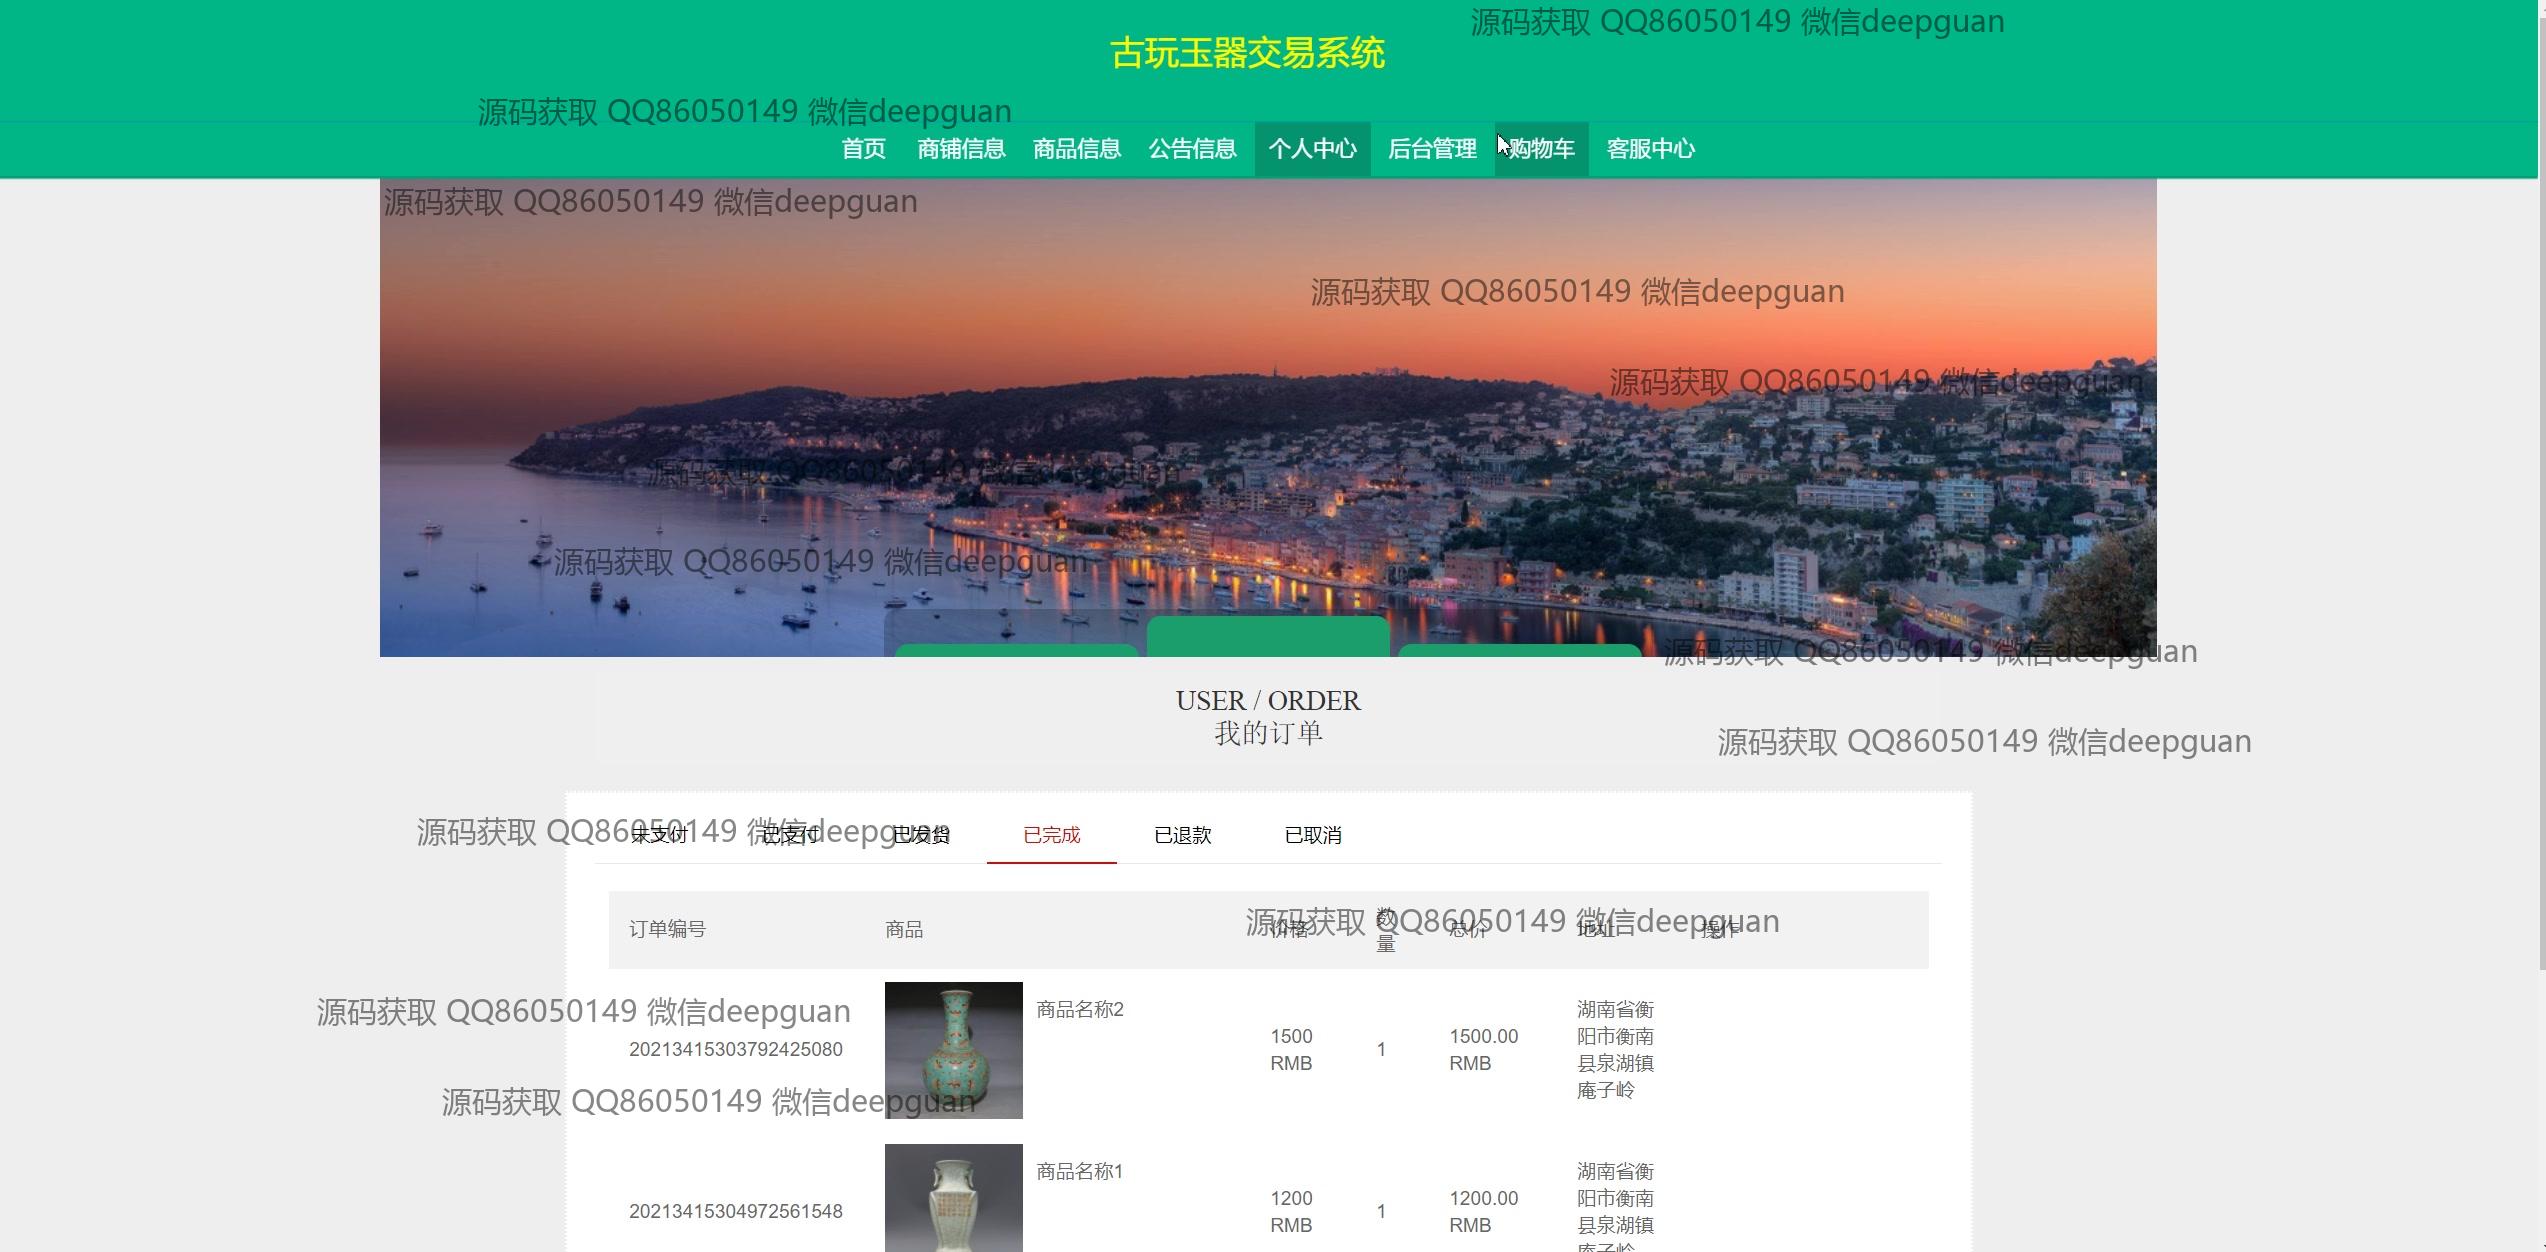 源码获取 QQ86050149 微信deepguan
古玩玉器交易系统
源码获取 QQ86050149 微信deepguan
首页 商铺信息 商品信息 公告信息 个人中心 后台管理 购物车 客服中心
源码获取 QQ86050149 微信deepguan
源码获取 QQ86050149 微信deepguan
源码获取 QQ86050149 微信deepguan
源码获取 QQ86050149 微信deepguan
源码获取 QQ86050149 微信deepguan
源码获取 QQ86050149 微信deepguan
USER / ORDER
我的订单
源码获取 QQ86050149 微信deepguan
源码获取 QQ86050149 微信deepguan
未支付 已支付 已发货 已完成 已退款 已取消
源码获取 QQ86050149 微信deepguan
订单编号 商品 价格 数量 总价 地址 操作
源码获取 QQ86050149 微信deepguan
商品名称2
湖南省衡
阳市衡南
县泉湖镇
庵子岭
1500
RMB
1
1500.00
RMB
20213415303792425080
源码获取 QQ86050149 微信deepguan
商品名称1
湖南省衡
阳市衡南
县泉湖镇
庵子岭
1200
RMB
1
1200.00
RMB
20213415304972561548